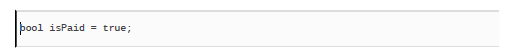 bool isPaid = true;